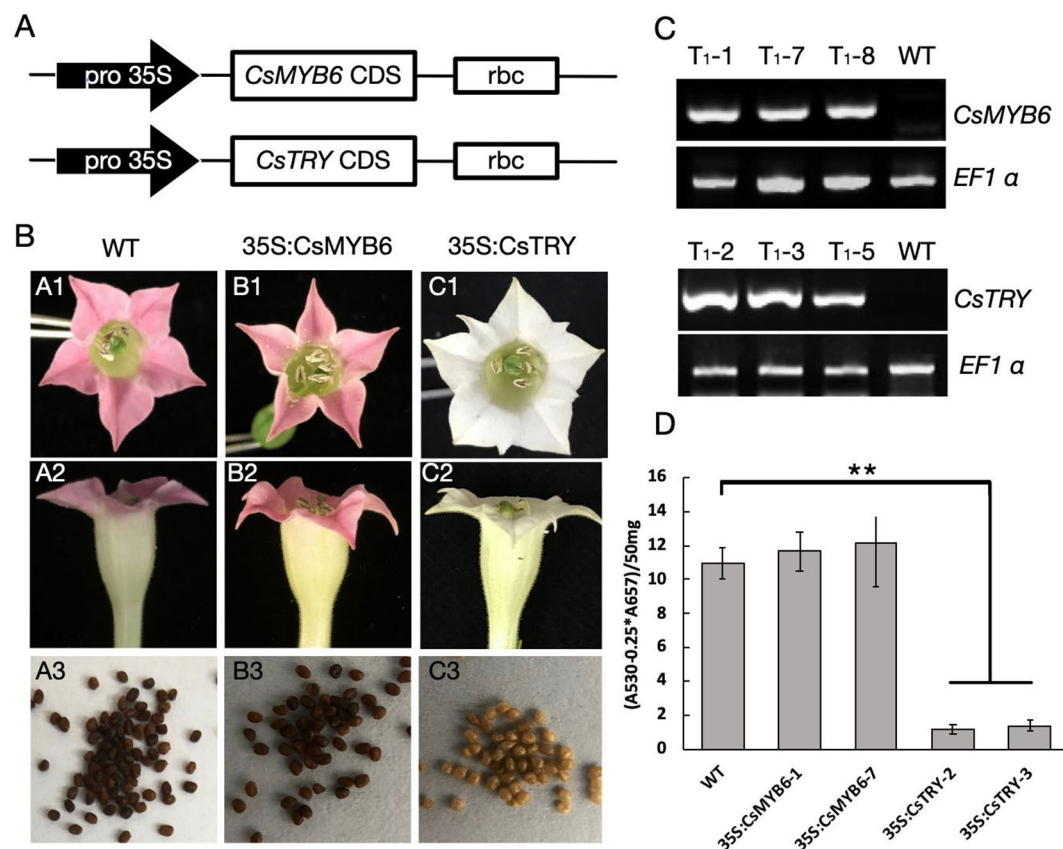 A
pro 35S
CsMYB6 CDS
rbc
pro 35S
CsTRY CDS
rbc
B
WT
35S:CsMYB6
35S:CsTRY
A1
B1
C1
A2
B2
C2
A3
B3
C3
C
T1-1 T1-7 T1-8 WT
CsMYB6
EF1 α
T1-2 T1-3 T1-5 WT
CsTRY
EF1 α
D
**
(A530-0.25*A657)/50mg
16
14
12
10
8
6
4
2
0
WT
35S:CsMYB6-1
35S:CsMYB6-7
35S:CsTRY-2
35S:CsTRY-3